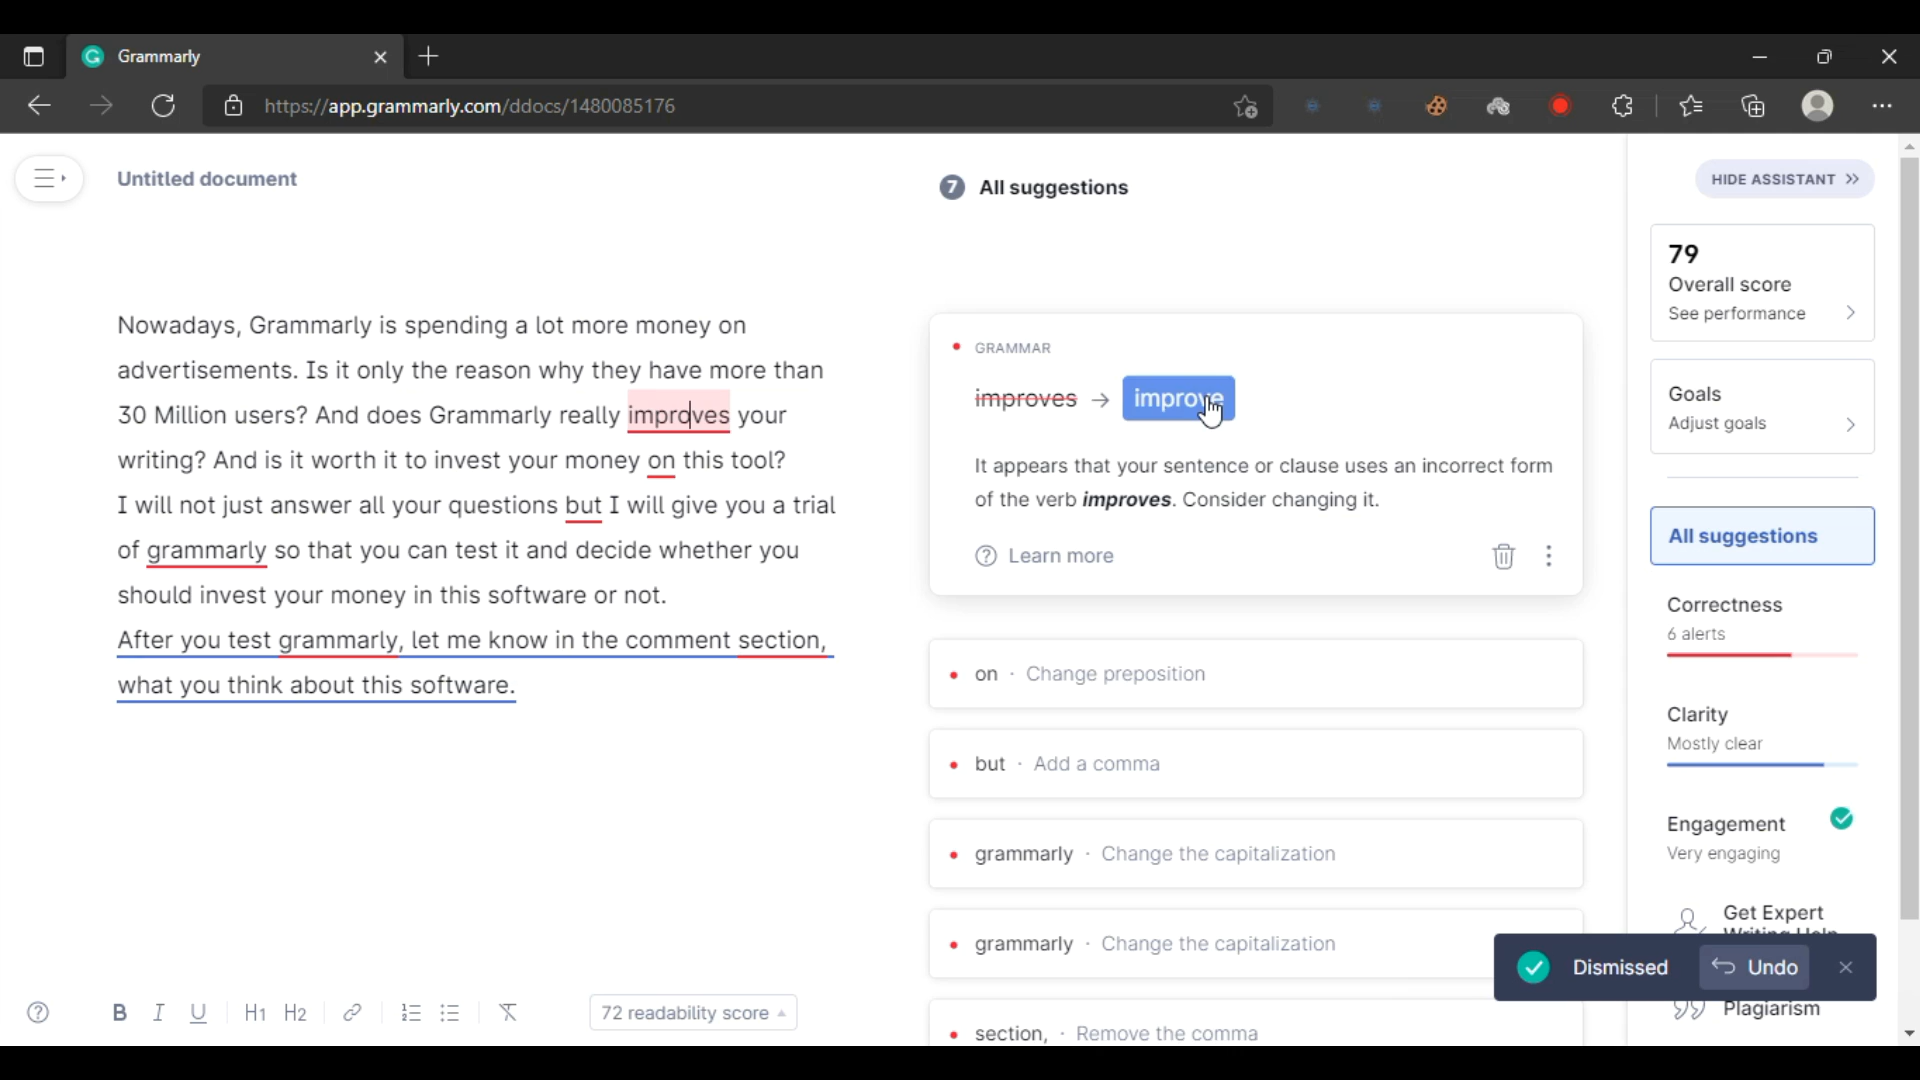 Grammarly
https://app.grammarly.com/ddocs/1480085176
Untitled document
7 All suggestions
HIDE ASSISTANT
79
Overall score
See performance
Goals
Adjust goals
Nowadays, Grammarly is spending a lot more money on
advertisements. Is it only the reason why they have more than
30 Million users? And does Grammarly really improves your
writing? And is it worth it to invest your money on this tool?
I will not just answer all your questions but I will give you a trial
of grammarly so that you can test it and decide whether you
should invest your money in this software or not.
After you test grammarly, let me know in the comment section,
what you think about this software.
GRAMMAR
improves → improve
It appears that your sentence or clause uses an incorrect form
of the verb improves. Consider changing it.
? Learn more
on · Change preposition
but · Add a comma
grammarly · Change the capitalization
grammarly · Change the capitalization
section, · Remove the comma
All suggestions
Correctness
6 alerts
Clarity
Mostly clear
Engagement
Very engaging
Get Expert
Writing Help
Dismissed Undo
Plagiarism
? B I U H1 H2
72 readability score